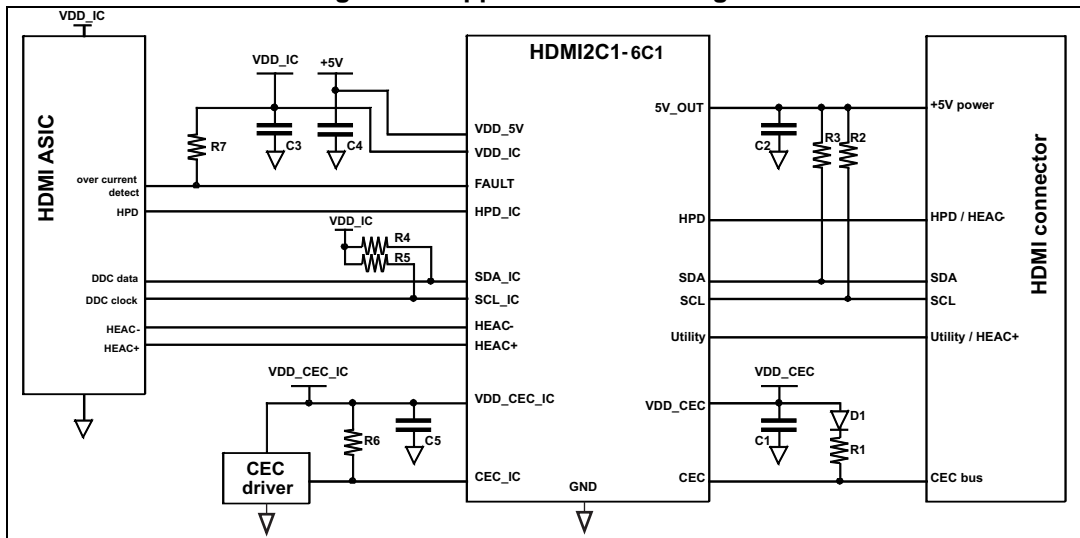 VDD_IC
HDMI ASIC
over current
detect
HPD
DDC data
DDC clock
HEAC-
HEAC+
VDD_IC
+5V
R7
C3
C4
VDD_IC
R4
R5
VDD_CEC_IC
R6
C5
CEC
driver
HDMI2C1-6C1
VDD_5V
VDD_IC
FAULT
HPD_IC
SDA_IC
SCL_IC
HEAC-
HEAC+
VDD_CEC_IC
CEC_IC
GND
5V_OUT
HPD
SDA
SCL
Utility
VDD_CEC
CEC
C2
R3
R2
VDD_CEC
C1
D1
R1
+5V power
HPD / HEAC-
SDA
SCL
Utility / HEAC+
CEC bus
HDMI connector